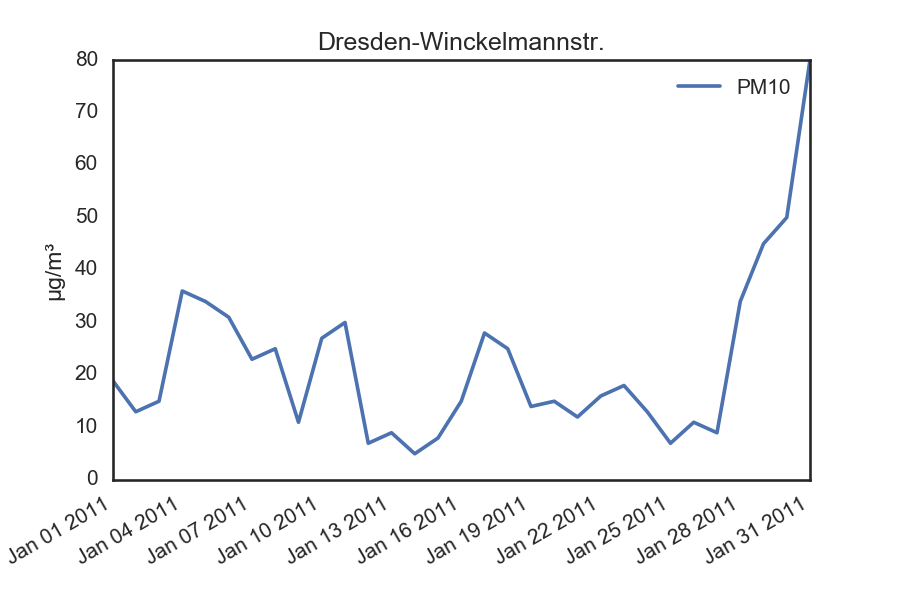 Dresden-Winckelmannstr.
PM10
µg/m³
80
70
60
50
40
30
20
10
0
Jan 01 2011
Jan 04 2011
Jan 07 2011
Jan 10 2011
Jan 13 2011
Jan 16 2011
Jan 19 2011
Jan 22 2011
Jan 25 2011
Jan 28 2011
Jan 31 2011